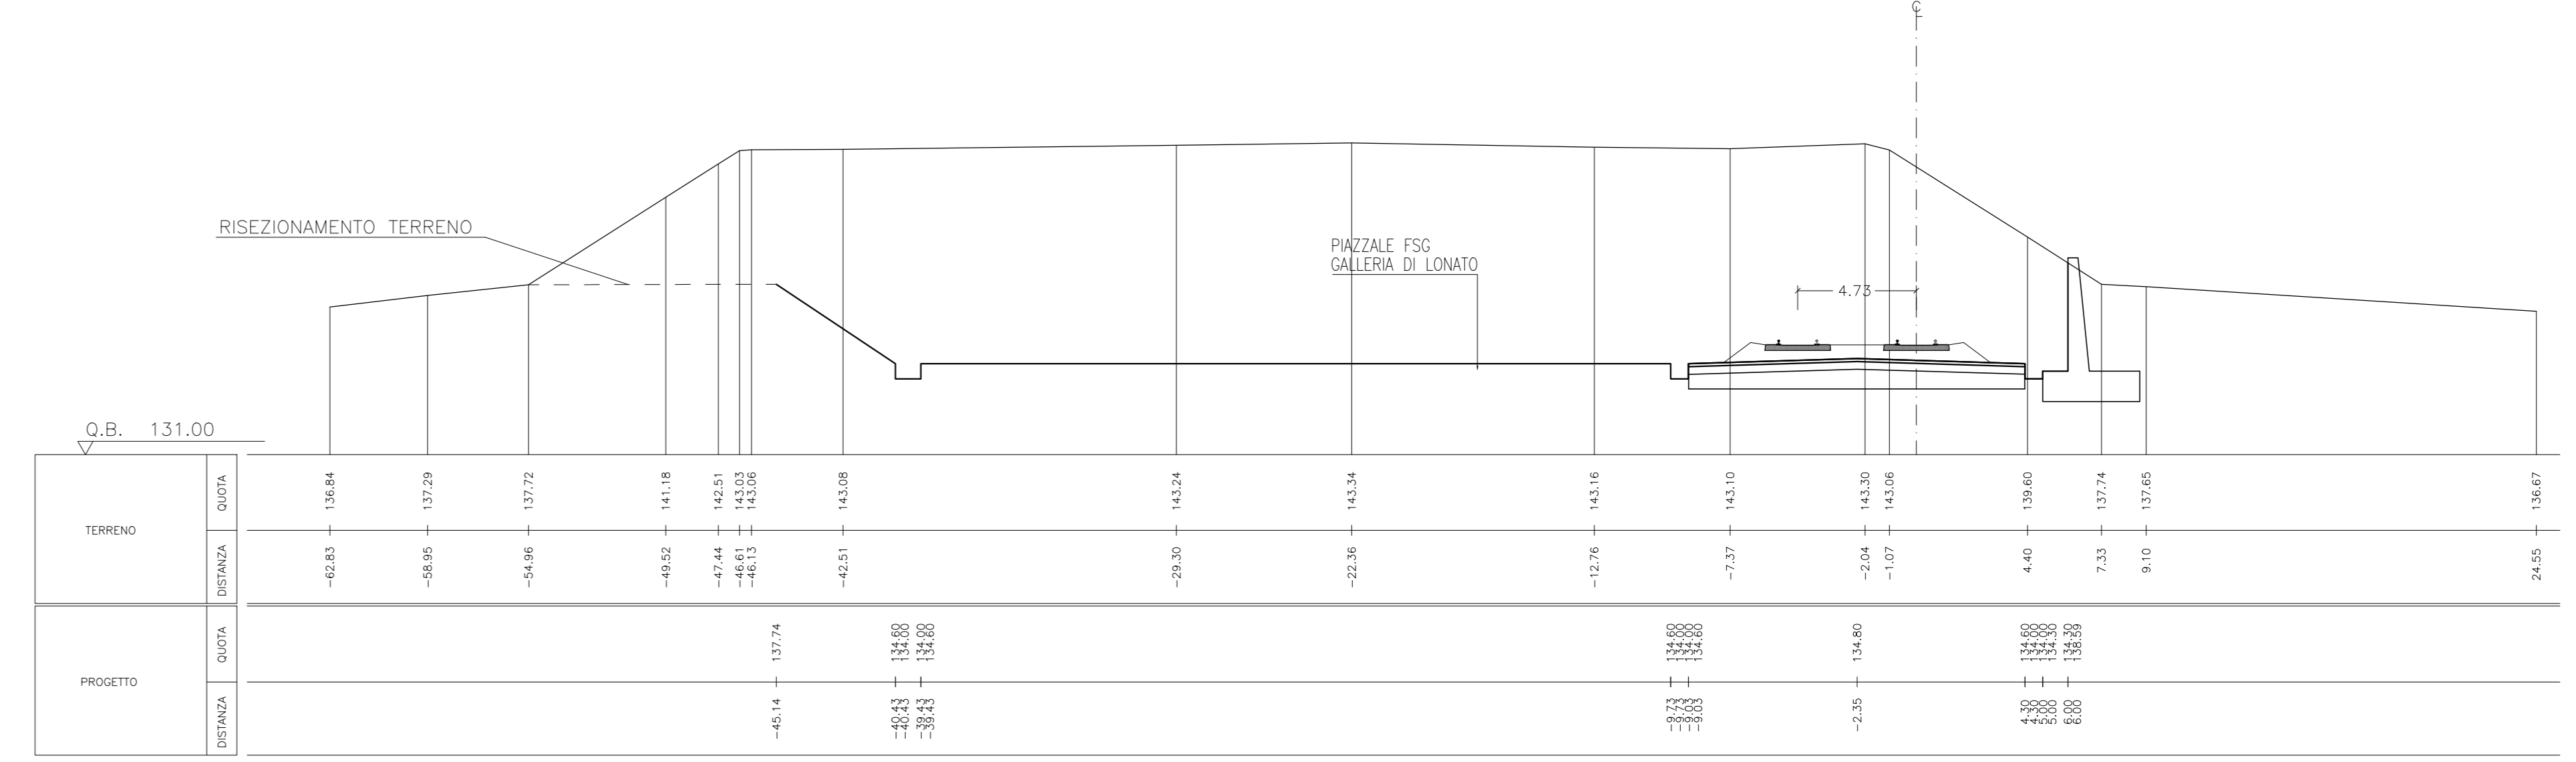 ℄
RISEZIONAMENTO TERRENO
PIAZZALE FSG
GALLERIA DI LONATO
4.73
Q.B. 131.00
TERRENO
QUOTA
136.84 137.29 137.72 141.18 142.51 143.03 143.06 143.08 143.24 143.34 143.16 143.10 143.30 143.06 139.60 137.74 137.65 136.67
DISTANZA
-62.83 -58.95 -54.96 -49.52 -47.44 -46.61 -46.13 -42.51 -29.30 -22.36 -12.76 -7.37 -2.04 -1.07 4.40 7.33 9.10 24.55
PROGETTO
QUOTA
137.74 134.60 134.00 134.00 134.60 134.60 134.00 134.00 134.60 134.80 134.60 134.00 134.00 134.30 134.30 138.59
DISTANZA
-45.14 -40.43 -40.43 -39.43 -39.43 -9.73 -9.73 -9.03 -9.03 -2.35 4.30 4.30 5.00 5.00 6.00 6.00